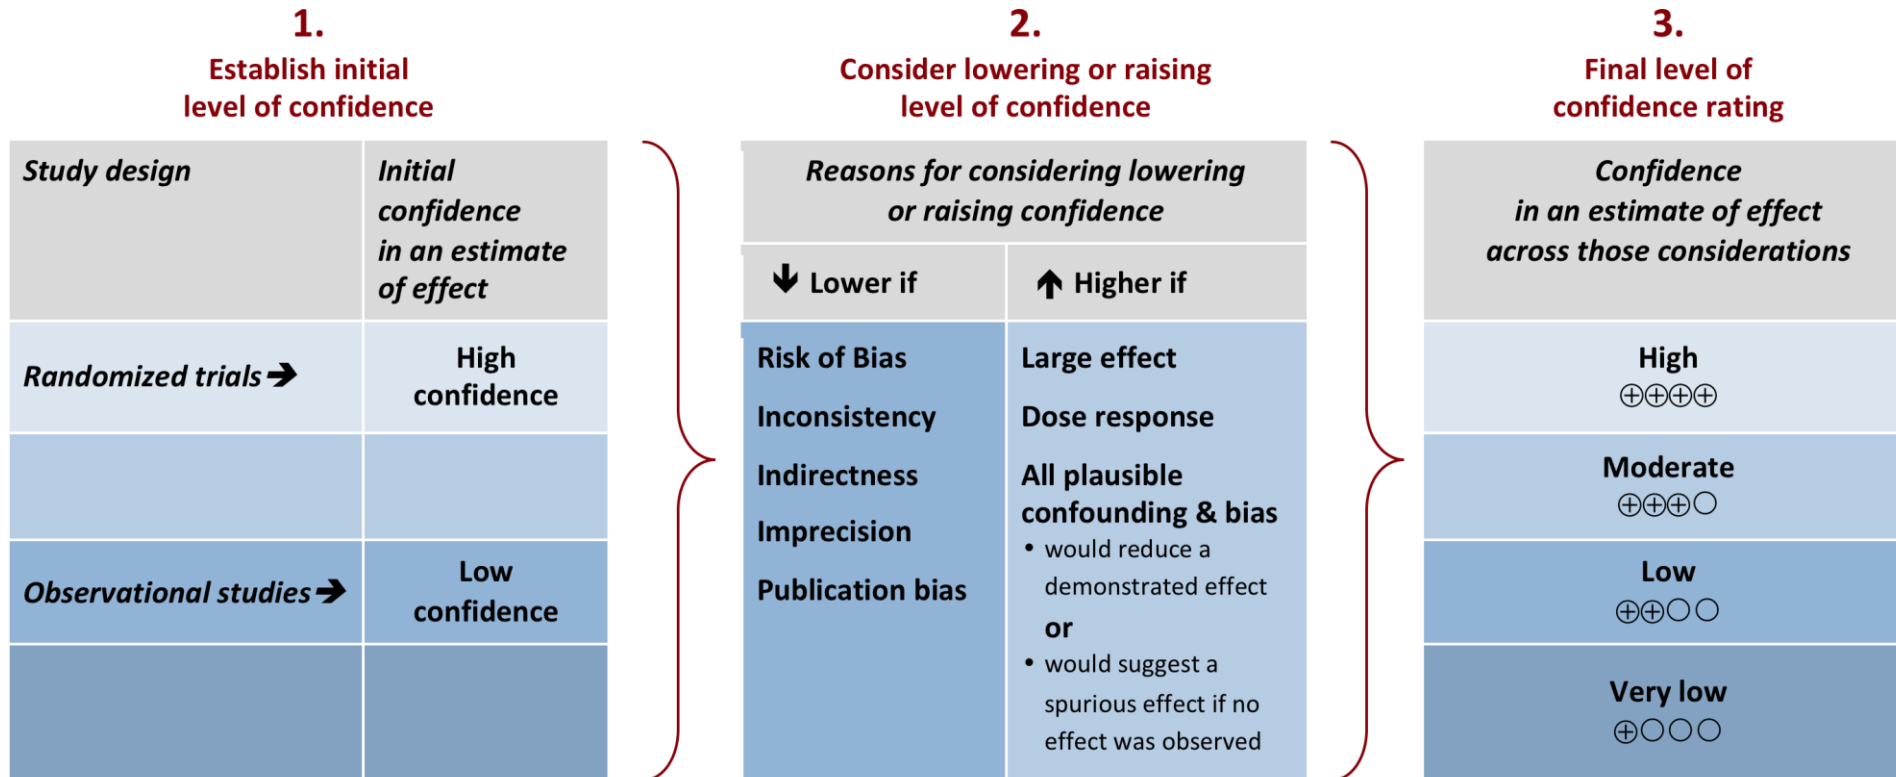 1.
Establish initial
level of confidence
2.
Consider lowering or raising
level of confidence
3.
Final level of
confidence rating
Study design
Initial
confidence
in an estimate
of effect
Randomized trials ➔
High
confidence
Observational studies ➔
Low
confidence
Reasons for considering lowering
or raising confidence
🡫 Lower if
🡩 Higher if
Risk of Bias
Inconsistency
Indirectness
Imprecision
Publication bias
Large effect
Dose response
All plausible
confounding & bias
• would reduce a
demonstrated effect
or
• would suggest a
spurious effect if no
effect was observed
Confidence
in an estimate of effect
across those considerations
High
⊕⊕⊕⊕
Moderate
⊕⊕⊕○
Low
⊕⊕○○
Very low
⊕○○○